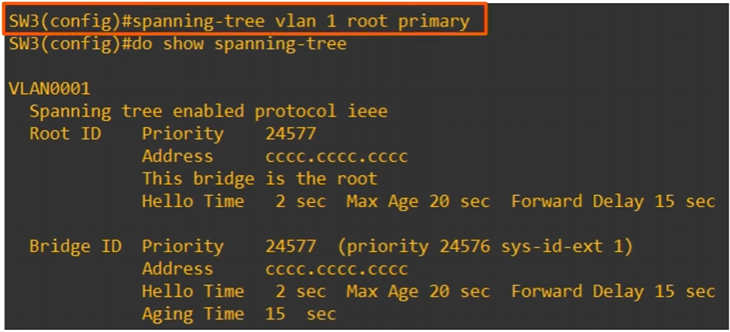 SW3(config)#spanning-tree vlan 1 root primary
SW3(config)#do show spanning-tree
VLAN0001
Spanning tree enabled protocol ieee
Root ID Priority 24577
Address cccc.cccc.cccc
This bridge is the root
Hello Time 2 sec Max Age 20 sec Forward Delay 15 sec
Bridge ID Priority 24577 (priority 24576 sys-id-ext 1)
Address cccc.cccc.cccc
Hello Time 2 sec Max Age 20 sec Forward Delay 15 sec
Aging Time 15 sec